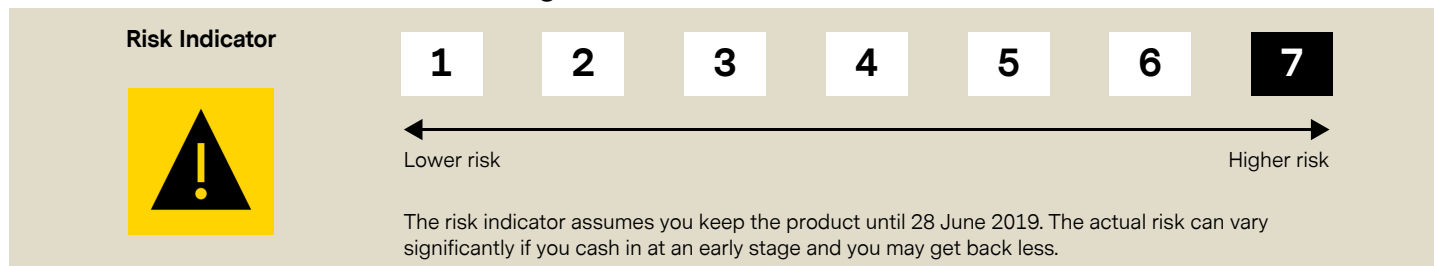 Risk Indicator
1 2 3 4 5 6 7
Lower risk Higher risk
The risk indicator assumes you keep the product until 28 June 2019. The actual risk can vary
significantly if you cash in at an early stage and you may get back less.